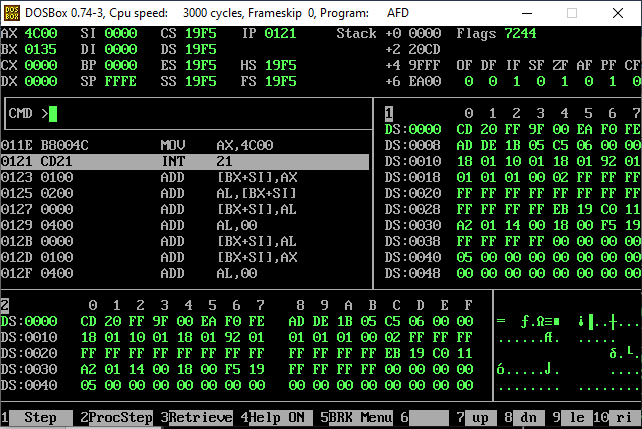 DOSBox 0.74-3, Cpu speed: 3000 cycles, Frameskip 0, Program: AFD
AX 4C00 SI 0000 CS 19F5 IP 0121 Stack +0 0000 Flags 7244
BX 0135 DI 0000 DS 19F5 +2 20CD
CX 0000 BP 0000 ES 19F5 HS 19F5 +4 9FFF OF DF IF SF ZF AF PF CF
DX 0000 SP FFFE SS 19F5 FS 19F5 +6 EA00 0 0 1 0 1 0 1 0
CMD >
1 0 1 2 3 4 5 6 7
DS:0000 CD 20 FF 9F 00 EA F0 FE
DS:0008 AD DE 1B 05 C5 06 00 00
DS:0010 18 01 10 01 18 01 92 01
DS:0018 01 01 01 00 02 FF FF FF
DS:0020 FF FF FF FF FF FF FF FF
DS:0028 FF FF FF FF EB 19 C0 11
DS:0030 A2 01 14 00 18 00 F5 19
DS:0038 FF FF FF FF 00 00 00 00
DS:0040 05 00 00 00 00 00 00 00
DS:0048 00 00 00 00 00 00 00 00
011E B8004C MOV AX,4C00
0121 CD21 INT 21
0123 0100 ADD [BX+SI],AX
0125 0200 ADD AL,[BX+SI]
0127 0000 ADD [BX+SI],AL
0129 0400 ADD AL,00
012B 0000 ADD [BX+SI],AL
012D 0100 ADD [BX+SI],AX
012F 0400 ADD AL,00
2 0 1 2 3 4 5 6 7 8 9 A B C D E F
DS:0000 CD 20 FF 9F 00 EA F0 FE AD DE 1B 05 C5 06 00 00
DS:0010 18 01 10 01 18 01 92 01 01 01 01 00 02 FF FF FF
DS:0020 FF FF FF FF FF FF FF FF FF FF FF FF EB 19 C0 11
DS:0030 A2 01 14 00 18 00 F5 19 FF FF FF FF 00 00 00 00
DS:0040 05 00 00 00 00 00 00 00 00 00 00 00 00 00 00 00
= ƒ.Ω≡■ ¡▐..┼...
......Æ. .....
δ.└.
ó.....⌡. ....
........ ........
1 Step 2 ProcStep 3 Retrieve 4 Help ON 5 BRK Menu 6 7 up 8 dn 9 le 10 ri